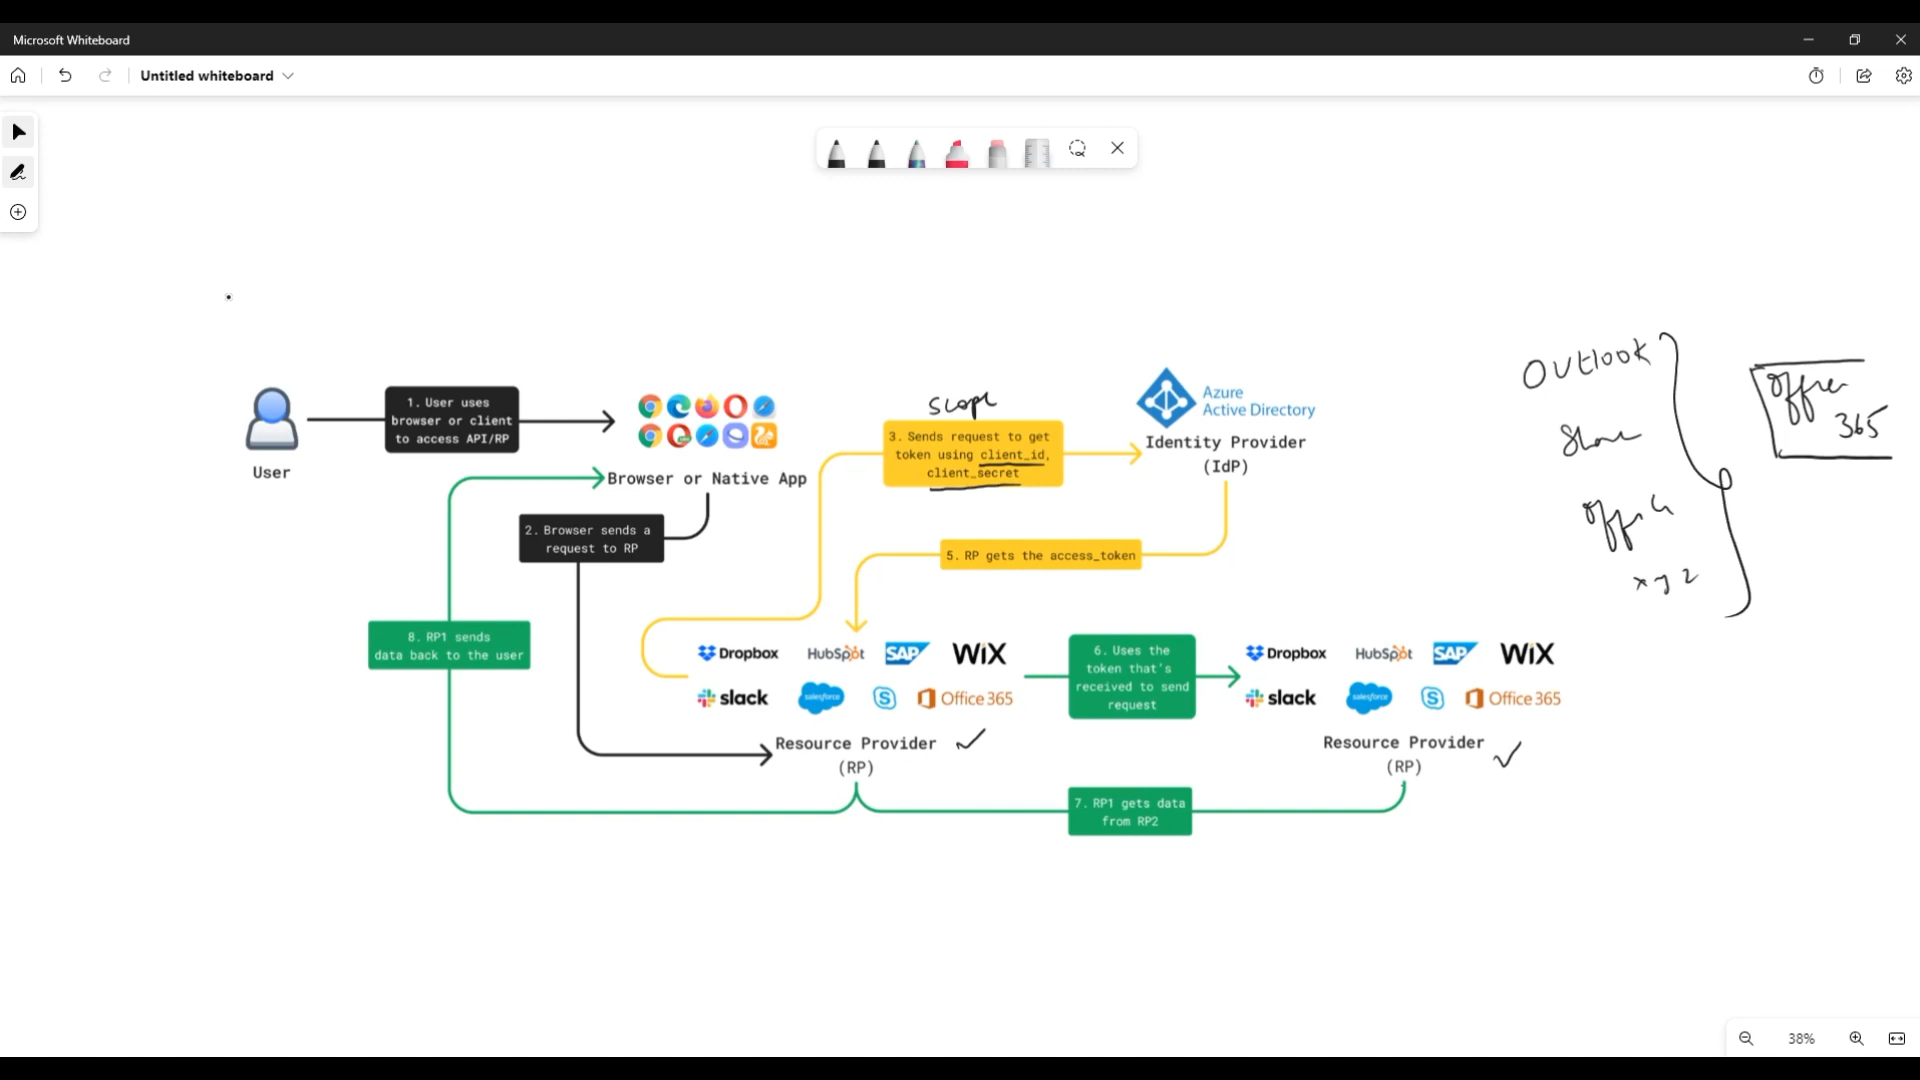 Microsoft Whiteboard
Untitled whiteboard
Outlook
Office
365
xyz
scope
1. User uses
browser or client
to access API/RP
User
Browser or Native App
3. Sends request to get
token using client_id,
client_secret
Azure
Active Directory
Identity Provider
(IdP)
2. Browser sends a
request to RP
5. RP gets the access_token
8. RP1 sends
data back to the user
Dropbox HubSpot SAP WiX
slack salesforce S Office 365
Resource Provider
(RP)
6. Uses the
token that's
received to send
request
Dropbox HubSpot SAP WiX
slack salesforce S Office 365
Resource Provider
(RP)
7. RP1 gets data
from RP2
38%